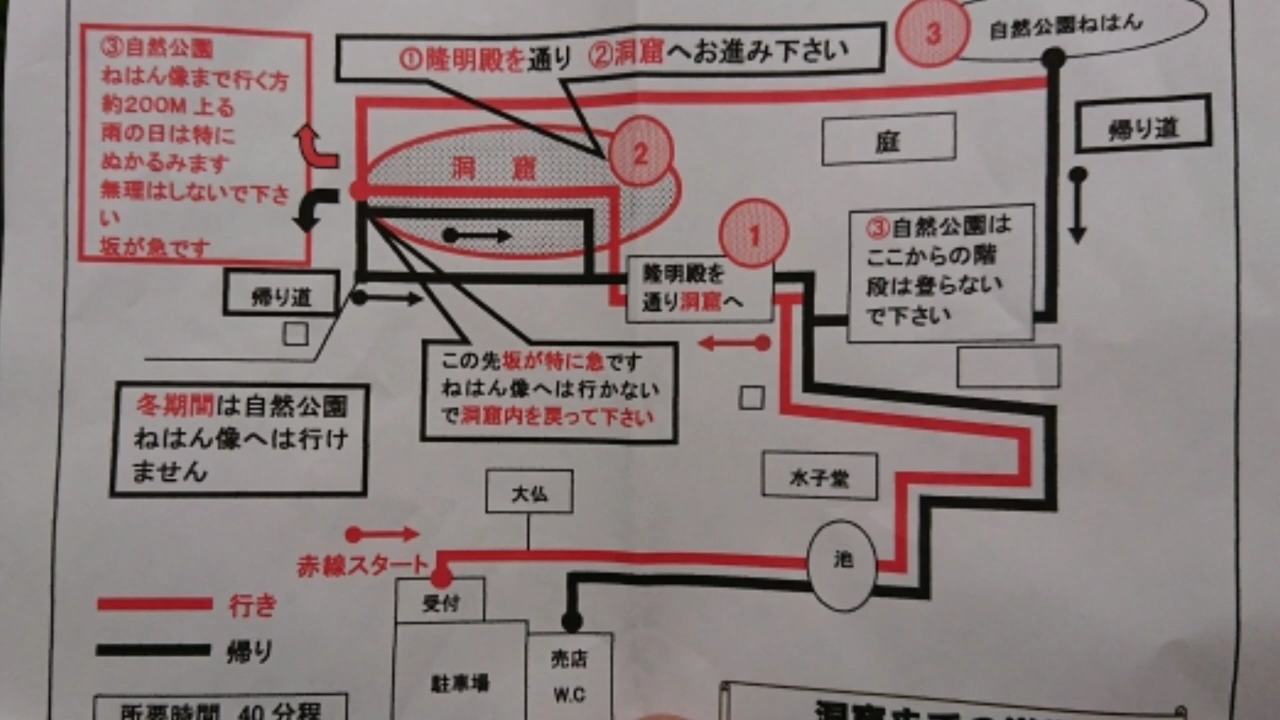 ③自然公園
ねはん像まで行く方
約200M 上る
雨の日は特に
ぬかるみます
無理はしないで下さ
い
坂が急です
①隆明殿を通り ②洞窟へお進み下さい
3
自然公園ねはん
帰り道
庭
洞 窟
2
1
③自然公園は
ここからの階
段は登らない
で下さい
隆明殿を
通り洞窟へ
帰り道
この先坂が特に急です
ねはん像へは行かない
で洞窟内を戻って下さい
冬期間は自然公園
ねはん像へは行け
ません
水子堂
大仏
池
赤線スタート
受付
行き
帰り
売店
W.C
駐車場
所要時間 40分程